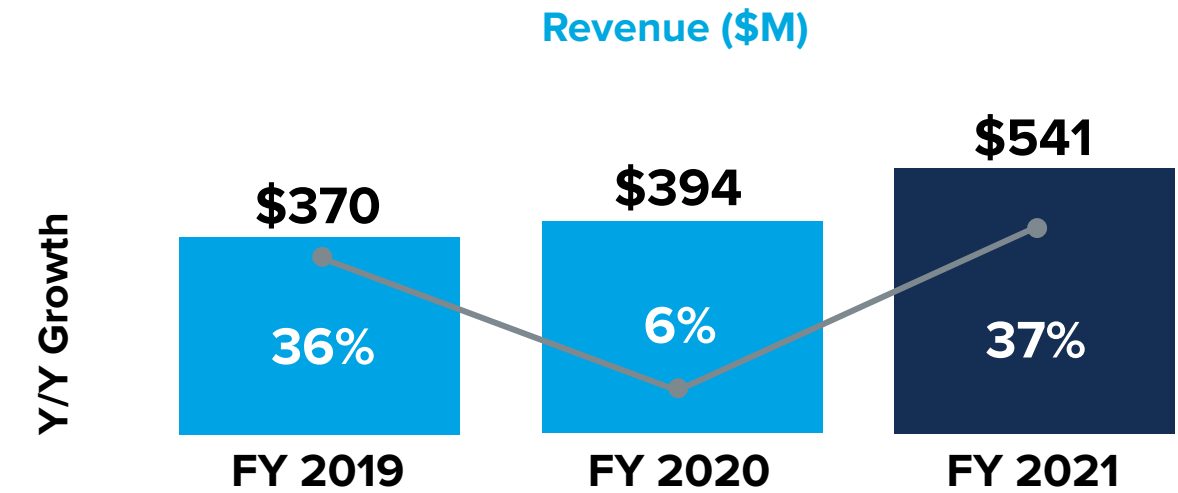 Revenue ($M)
$541
$394
$370
Y/Y Growth
36%
6%
37%
FY 2019
FY 2020
FY 2021